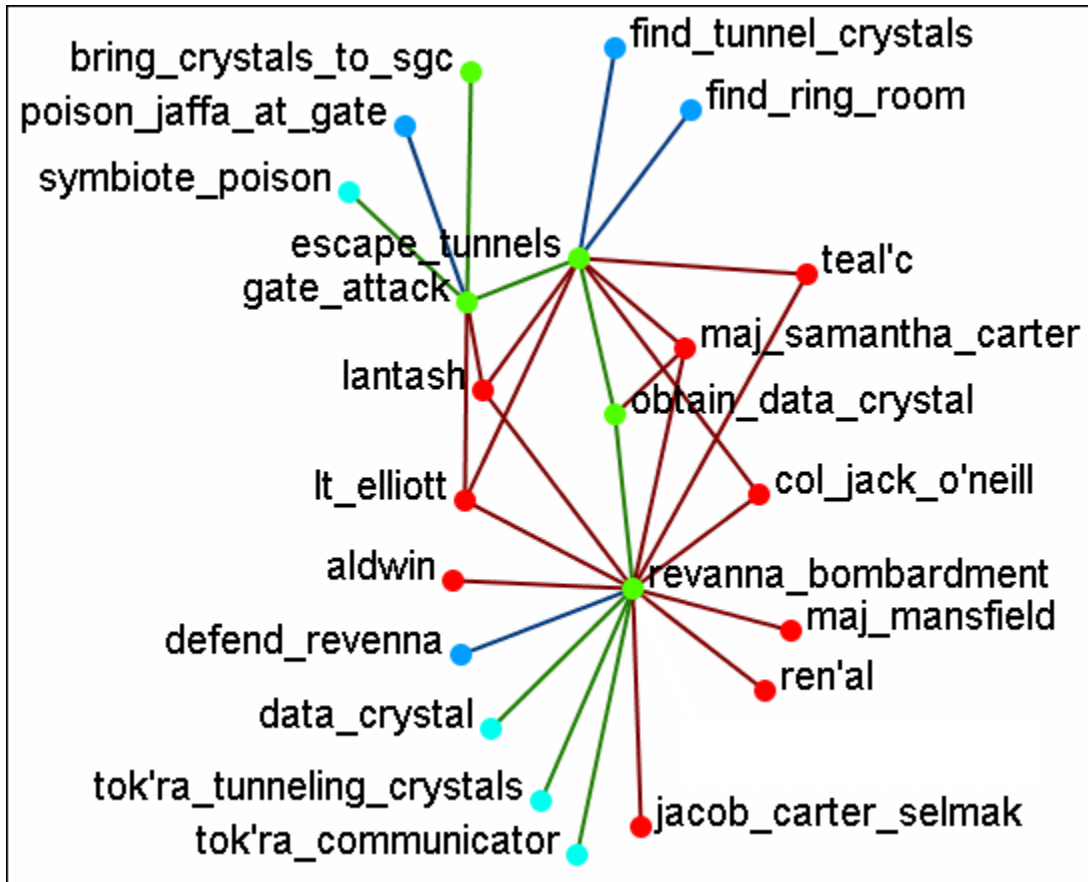 find_tunnel_crystals
bring_crystals_to_sgc
find_ring_room
poison_jaffa_at_gate
symbiote_poison
escape_tunnels
teal'c
gate_attack
maj_samantha_carter
lantash
obtain_data_crystal
col_jack_o'neill
lt_elliott
aldwin
revanna_bombardment
maj_mansfield
defend_revenna
ren'al
data_crystal
tok'ra_tunneling_crystals
jacob_carter_selmak
tok'ra_communicator